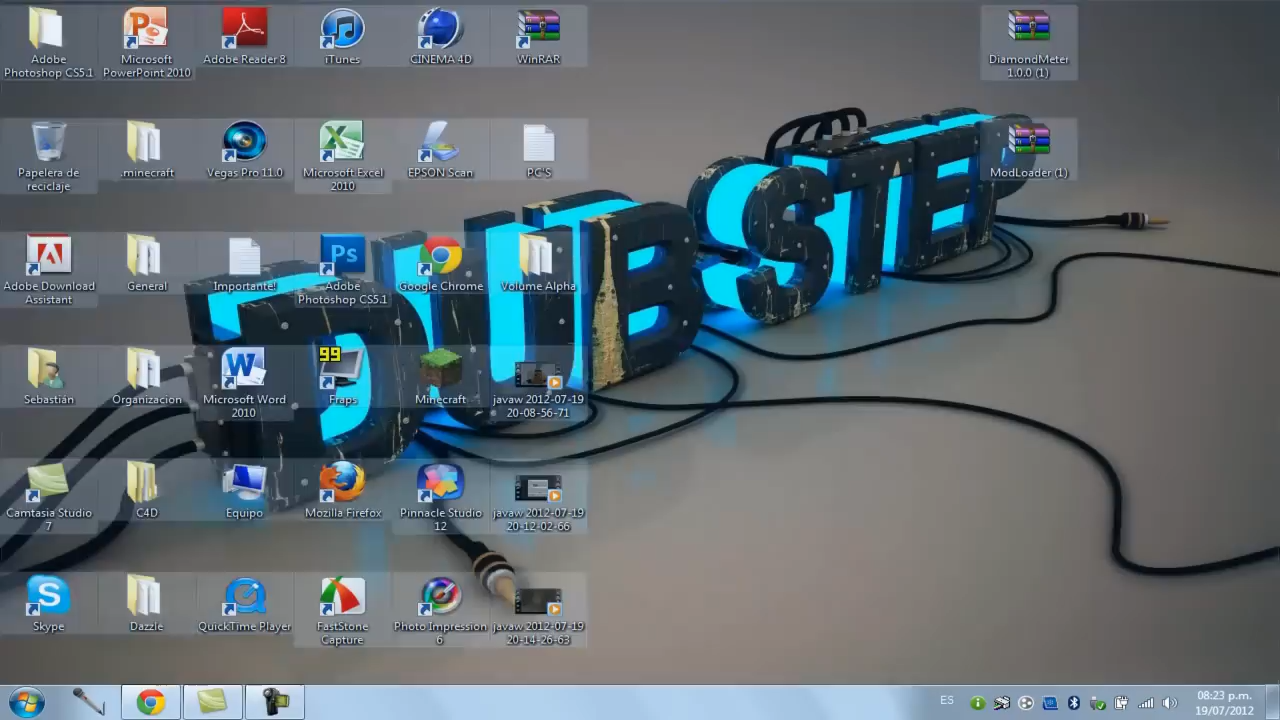 Adobe
Photoshop CS5.1
Microsoft
PowerPoint 2010
Adobe Reader 8
iTunes
CINEMA 4D
WinRAR
DiamondMeter
1.0.0 (1)
Papelera de
reciclaje
.minecraft
Vegas Pro 11.0
Microsoft Excel
2010
EPSON Scan
PC'S
ModLoader (1)
DUBSTEP
Adobe Download
Assistant
General
Importante!
Ps
Adobe
Photoshop CS5.1
Google Chrome
Volume Alpha
Sebastián
Organizacion
W
Microsoft Word
2010
99
Fraps
Minecraft
javaw 2012-07-19
20-08-56-71
Camtasia Studio
7
C4D
Equipo
Mozilla Firefox
Pinnacle Studio
12
javaw 2012-07-19
20-12-02-66
Skype
Dazzle
QuickTime Player
FastStone
Capture
Photo Impression
6
javaw 2012-07-19
20-14-26-63
ES
08:23 p.m.
19/07/2012